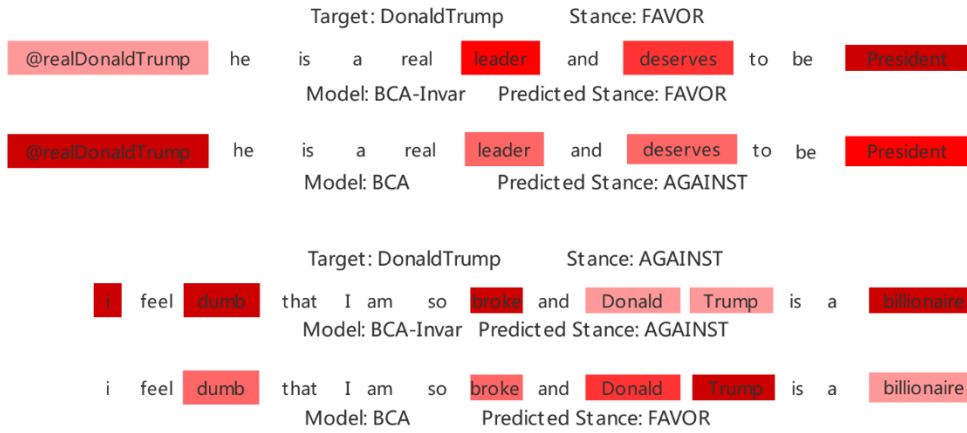 Target: DonaldTrump Stance: FAVOR
@realDonaldTrump he is a real leader and deserves to be President
Model: BCA-Invar Predicted Stance: FAVOR
@realDonaldTrump he is a real leader and deserves to be President
Model: BCA Predicted Stance: AGAINST
Target: DonaldTrump Stance: AGAINST
i feel dumb that I am so broke and Donald Trump is a billionaire
Model: BCA-Invar Predicted Stance: AGAINST
i feel dumb that I am so broke and Donald Trump is a billionaire
Model: BCA Predicted Stance: FAVOR